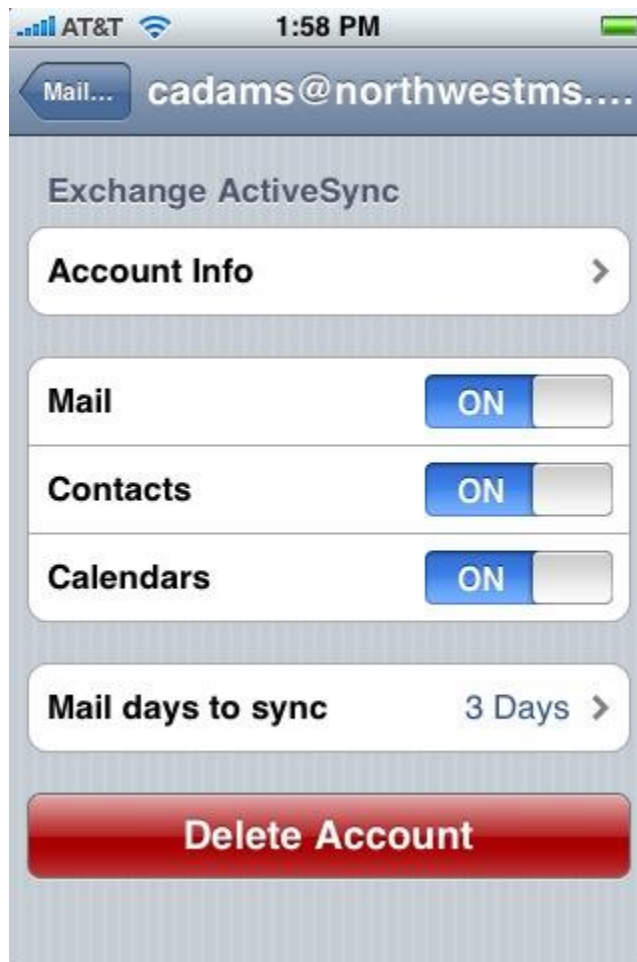 AT&T 1:58 PM
Mail... cadams@northwestms....
Exchange ActiveSync
Account Info
Mail ON
Contacts ON
Calendars ON
Mail days to sync 3 Days
Delete Account